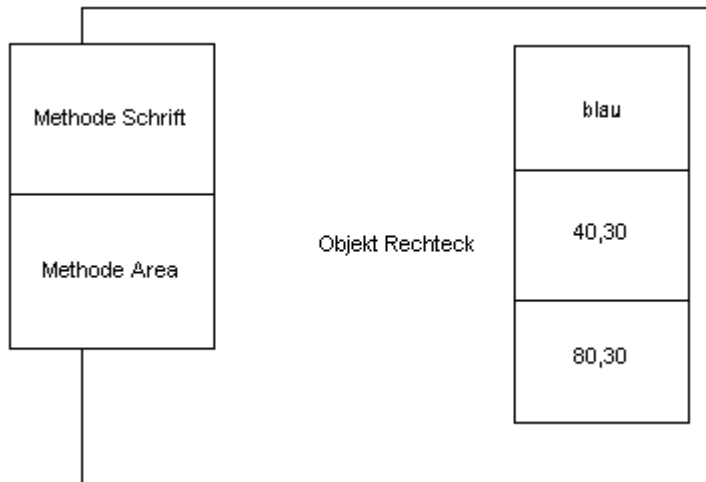 Methode Schrift
Methode Area
Objekt Rechteck
blau
40,30
80,30